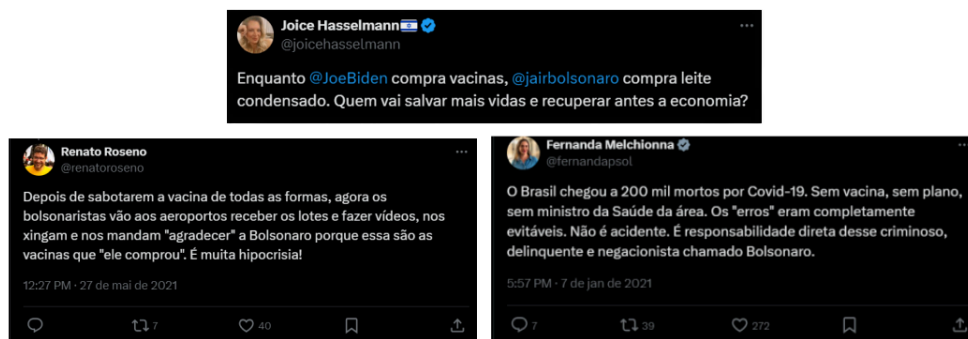 Joice Hasselmann🇮🇱
@joicehasselmann
Enquanto @JoeBiden compra vacinas, @jairbolsonaro compra leite
condensado. Quem vai salvar mais vidas e recuperar antes a economia?
Renato Roseno
@renatoroseno
Depois de sabotarem a vacina de todas as formas, agora os
bolsonaristas vão aos aeroportos receber os lotes e fazer vídeos, nos
xingam e nos mandam "agradecer" a Bolsonaro porque essa são as
vacinas que "ele comprou". É muita hipocrisia!
12:27 PM · 27 de mai de 2021
7 40
Fernanda Melchionna
@fernandapsol
O Brasil chegou a 200 mil mortos por Covid-19. Sem vacina, sem plano,
sem ministro da Saúde da área. Os "erros" eram completamente
evitáveis. Não é acidente. É responsabilidade direta desse criminoso,
delinquente e negacionista chamado Bolsonaro.
5:57 PM · 7 de jan de 2021
7 39 272